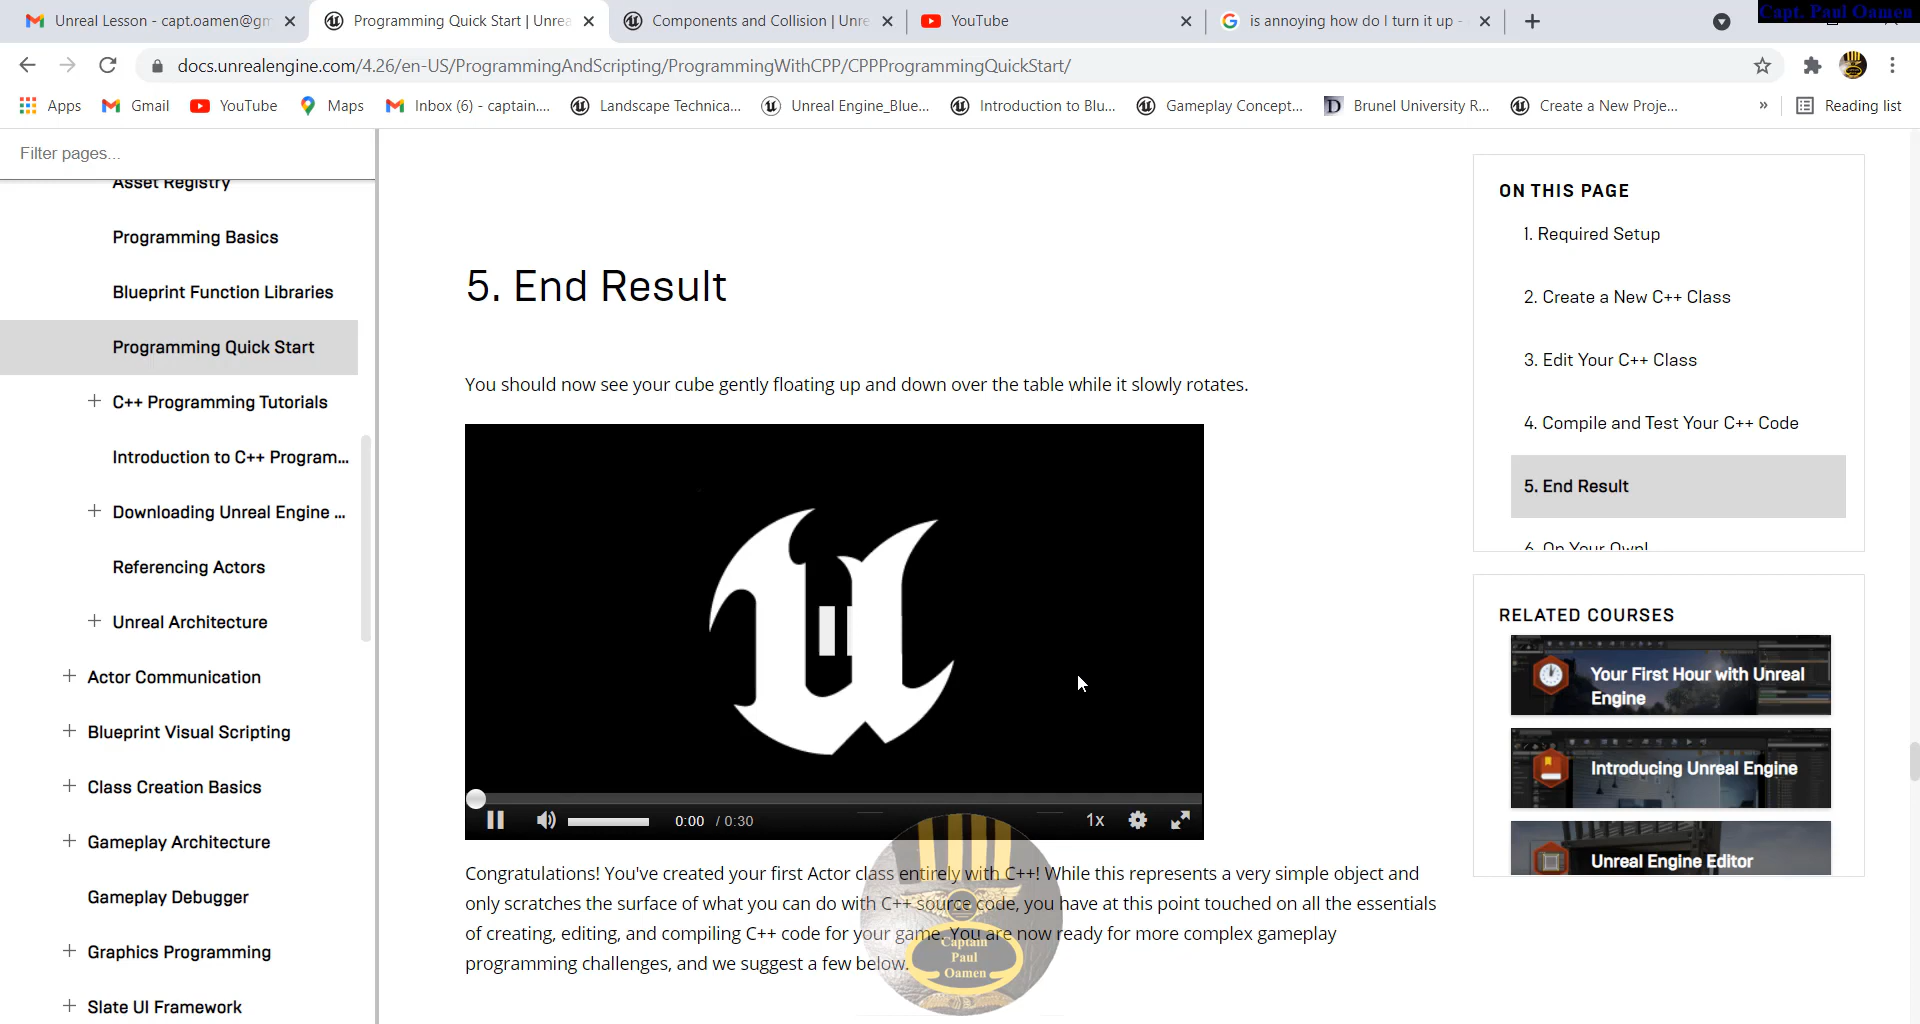 Unreal Lesson - capt.oamen@gm
Programming Quick Start | Unrea
Components and Collision | Unre
YouTube
is annoying how do I turn it up -
Capt. Paul Oamen
docs.unrealengine.com/4.26/en-US/ProgrammingAndScripting/ProgrammingWithCPP/CPPProgrammingQuickStart/
Apps
Gmail
YouTube
Maps
Inbox (6) - captain....
Landscape Technica...
Unreal Engine_Blue...
Introduction to Blu...
Gameplay Concept...
Brunel University R...
Create a New Proje...
»
Reading list
Filter pages...
Asset Registry
Programming Basics
Blueprint Function Libraries
Programming Quick Start
C++ Programming Tutorials
Introduction to C++ Program...
Downloading Unreal Engine ...
Referencing Actors
Unreal Architecture
Actor Communication
Blueprint Visual Scripting
Class Creation Basics
Gameplay Architecture
Gameplay Debugger
Graphics Programming
Slate UI Framework
5. End Result
You should now see your cube gently floating up and down over the table while it slowly rotates.
0:00 / 0:30
1x
Congratulations! You've created your first Actor class entirely with C++! While this represents a very simple object and
only scratches the surface of what you can do with C++ source code, you have at this point touched on all the essentials
of creating, editing, and compiling C++ code for your game. You are now ready for more complex gameplay
programming challenges, and we suggest a few below.
Captain
Paul
Oamen
ON THIS PAGE
1. Required Setup
2. Create a New C++ Class
3. Edit Your C++ Class
4. Compile and Test Your C++ Code
5. End Result
6. On Your Own!
RELATED COURSES
Your First Hour with Unreal
Engine
Introducing Unreal Engine
Unreal Engine Editor